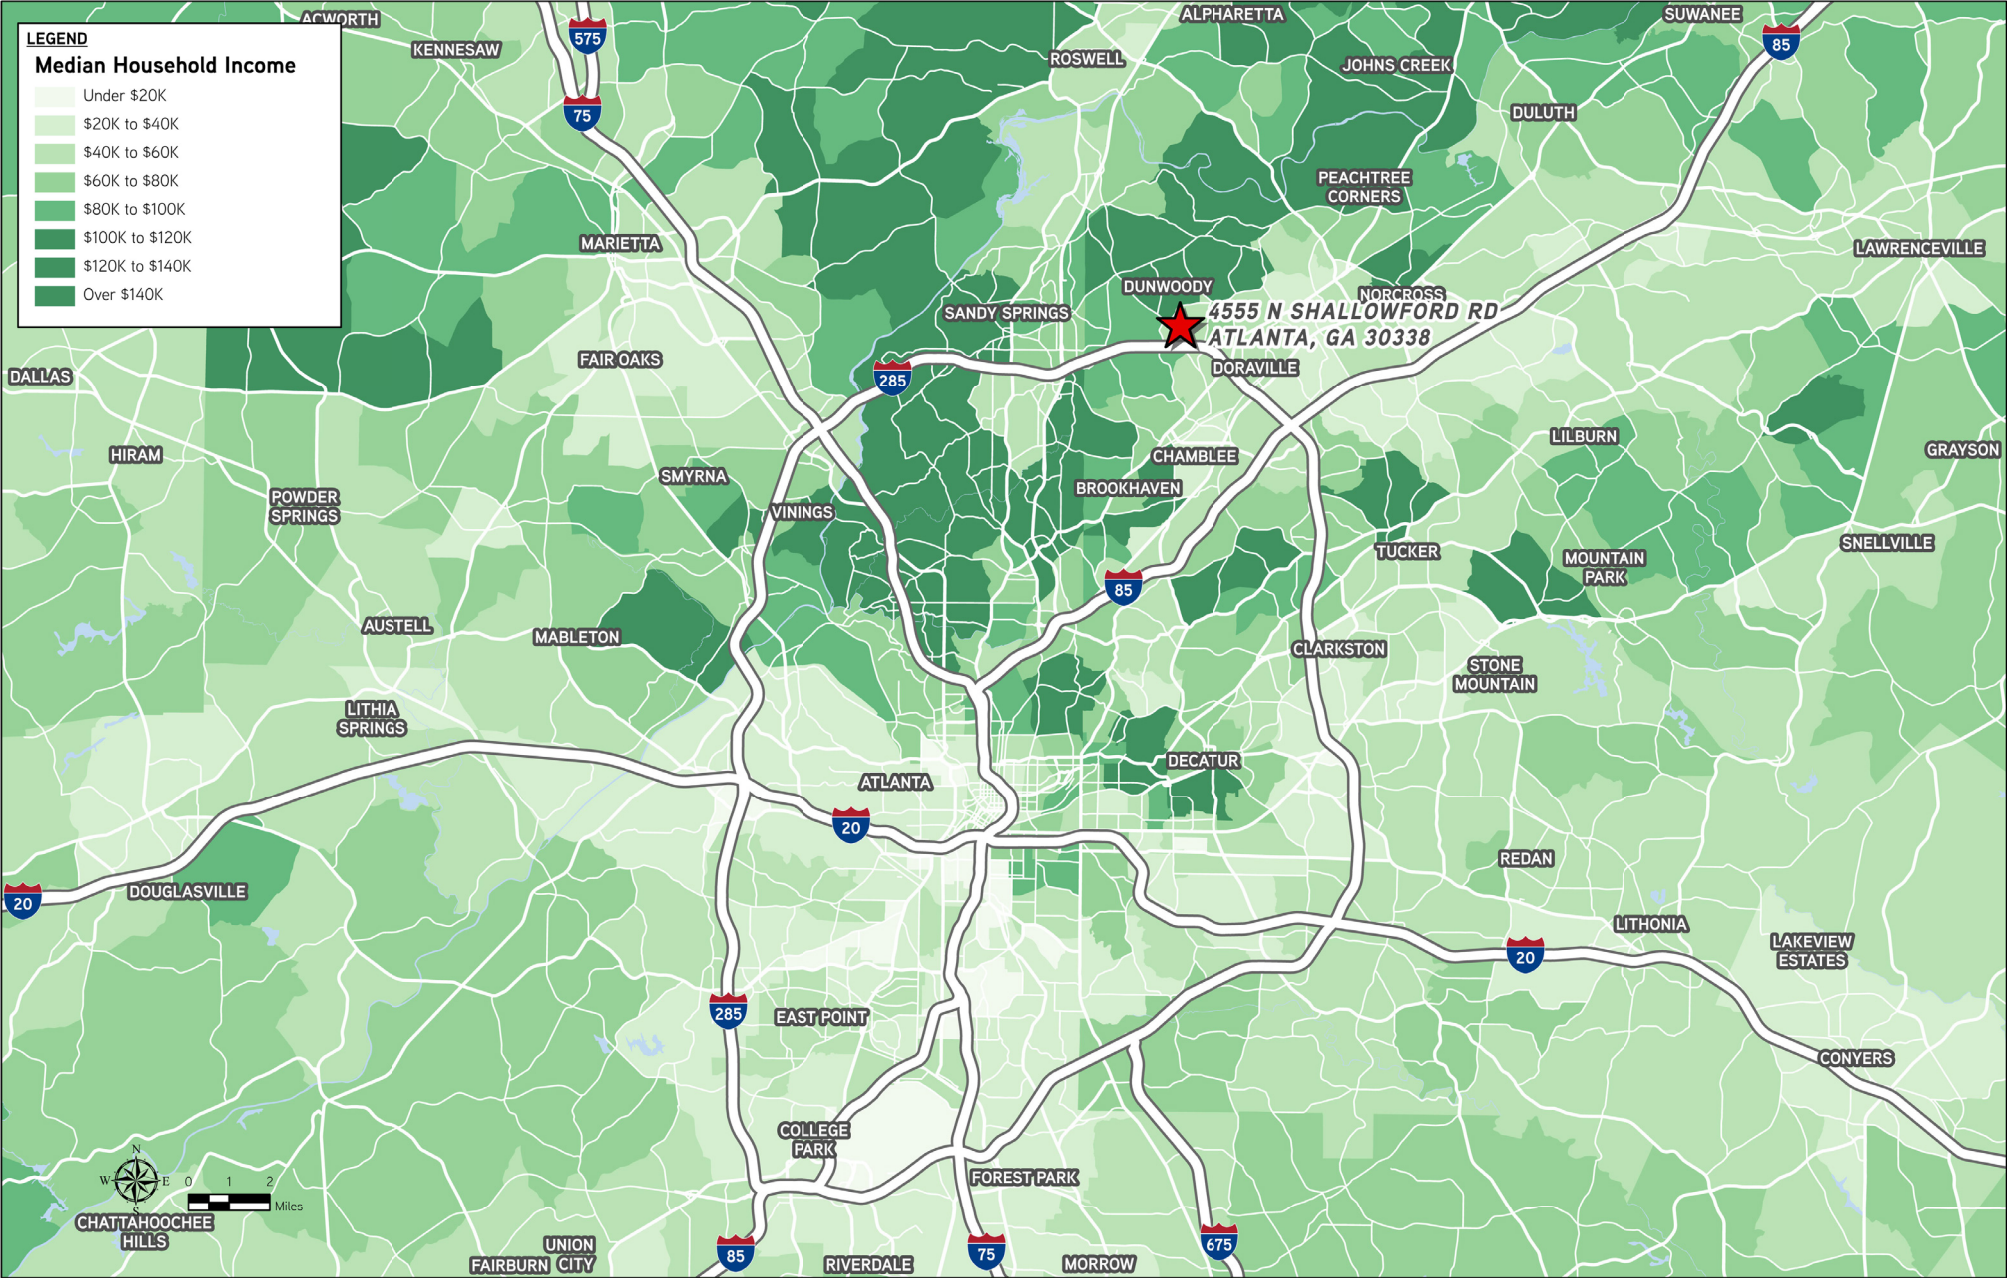 ACWORTH
575
ALPHARETTA
SUWANEE
85
LEGEND
Median Household Income
Under $20K
$20K to $40K
$40K to $60K
$60K to $80K
$80K to $100K
$100K to $120K
$120K to $140K
Over $140K
KENNESAW
ROSWELL
JOHNS CREEK
75
DULUTH
PEACHTREE
CORNERS
MARIETTA
LAWRENCEVILLE
DUNWOODY
NORCROSS
SANDY SPRINGS
4555 N SHALLOWFORD RD
ATLANTA, GA 30338
FAIR OAKS
DORAVILLE
DALLAS
285
LILBURN
HIRAM
CHAMBLEE
GRAYSON
SMYRNA
BROOKHAVEN
POWDER
SPRINGS
VININGS
TUCKER
SNELLVILLE
MOUNTAIN
PARK
85
AUSTELL
MABLETON
CLARKSTON
STONE
MOUNTAIN
LITHIA
SPRINGS
DECATUR
ATLANTA
20
REDAN
DOUGLASVILLE
20
LITHONIA
LAKEVIEW
ESTATES
20
285
EAST POINT
CONYERS
COLLEGE
PARK
FOREST PARK
N
W
E
S
0 1 2
Miles
CHATTAHOOCHEE
HILLS
UNION
CITY
FAIRBURN
85
RIVERDALE
75
MORROW
675